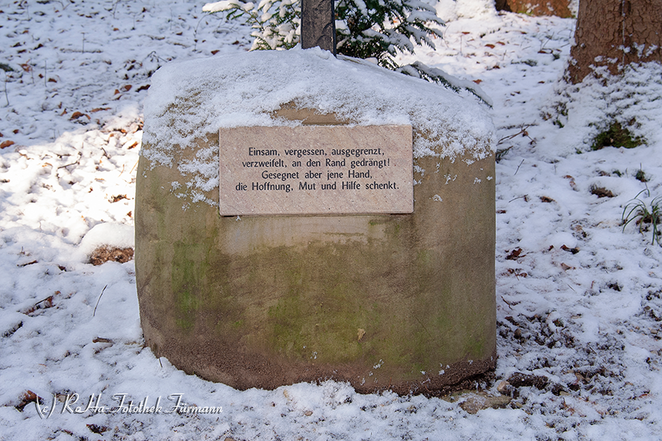 Einsam, vergessen, ausgegrenzt,
verzweifelt, an den Rand gedrängt!
Gesegnet aber jene Hand,
die Hoffnung, Mut und Hilfe schenkt.
(c) RaHa Fotothek Fürmann